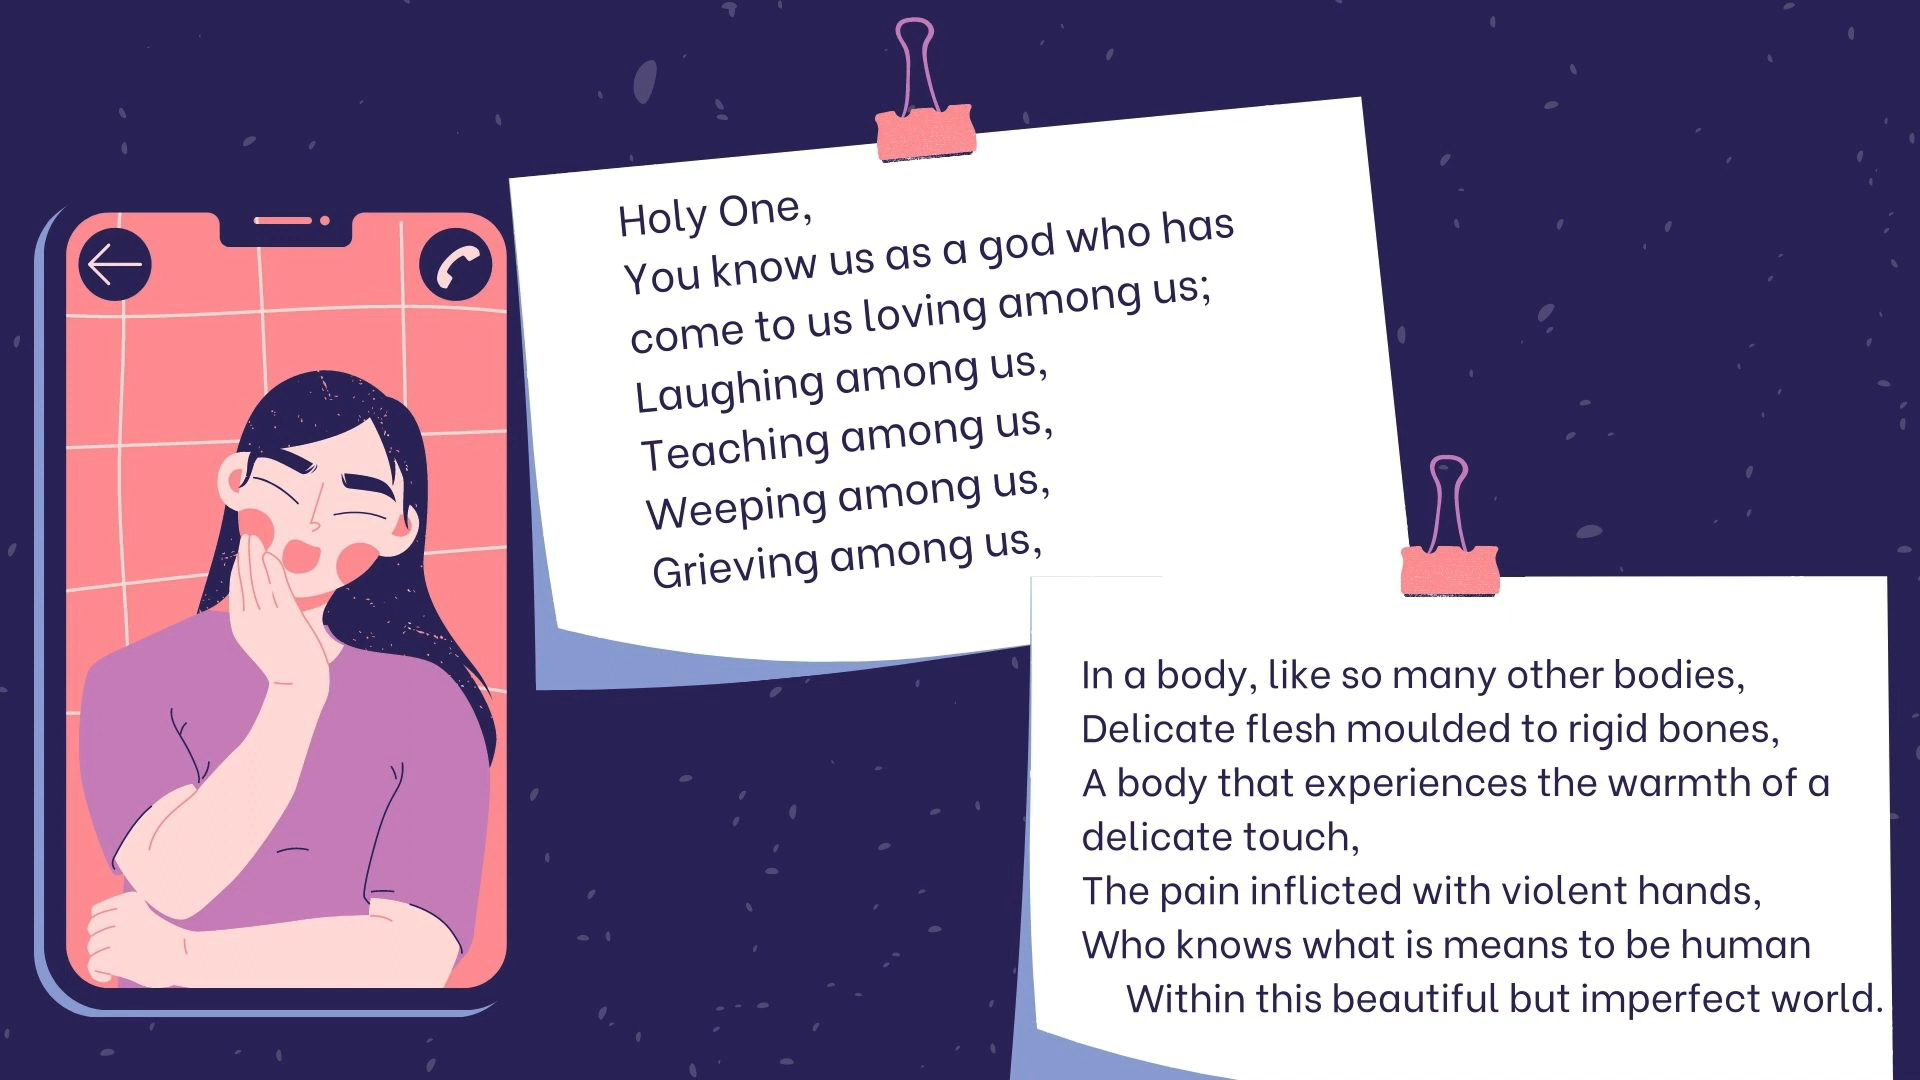 Holy One,
You know us as a god who has
come to us loving among us;
Laughing among us,
Teaching among us,
Weeping among us,
Grieving among us,
In a body, like so many other bodies,
Delicate flesh moulded to rigid bones,
A body that experiences the warmth of a
delicate touch,
The pain inflicted with violent hands,
Who knows what is means to be human
Within this beautiful but imperfect world.